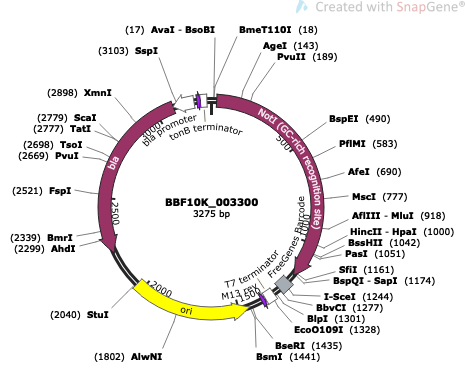 Created with SnapGene®
(17) AvaI - BsoBI
BmeT110I (18)
(3103) SspI
AgeI (143)
PvuII (189)
(2898) XmnI
(2779) ScaI
(2777) TatI
(2698) TsoI
(2669) PvuI
(2521) FspI
(2339) BmrI
(2299) AhdI
(2040) StuI
(1802) AlwNI
BspEI (490)
PflMI (583)
AfeI (690)
MscI (777)
AflIII - MluI (918)
HincII - HpaI (1000)
BssHII (1042)
PasI (1051)
SfiI (1161)
BspQI - SapI (1174)
I-SceI (1244)
BbvCI (1277)
BlpI (1301)
EcoO109I (1328)
BseRI (1435)
BsmI (1441)
bla promoter
tonB terminator
NotI (GC-rich recognition site)
bla
FreeGenes Barcode
T7 terminator
M13 rev
ori
500
1000
1500
2000
2500
3000
BBF10K_003300
3275 bp